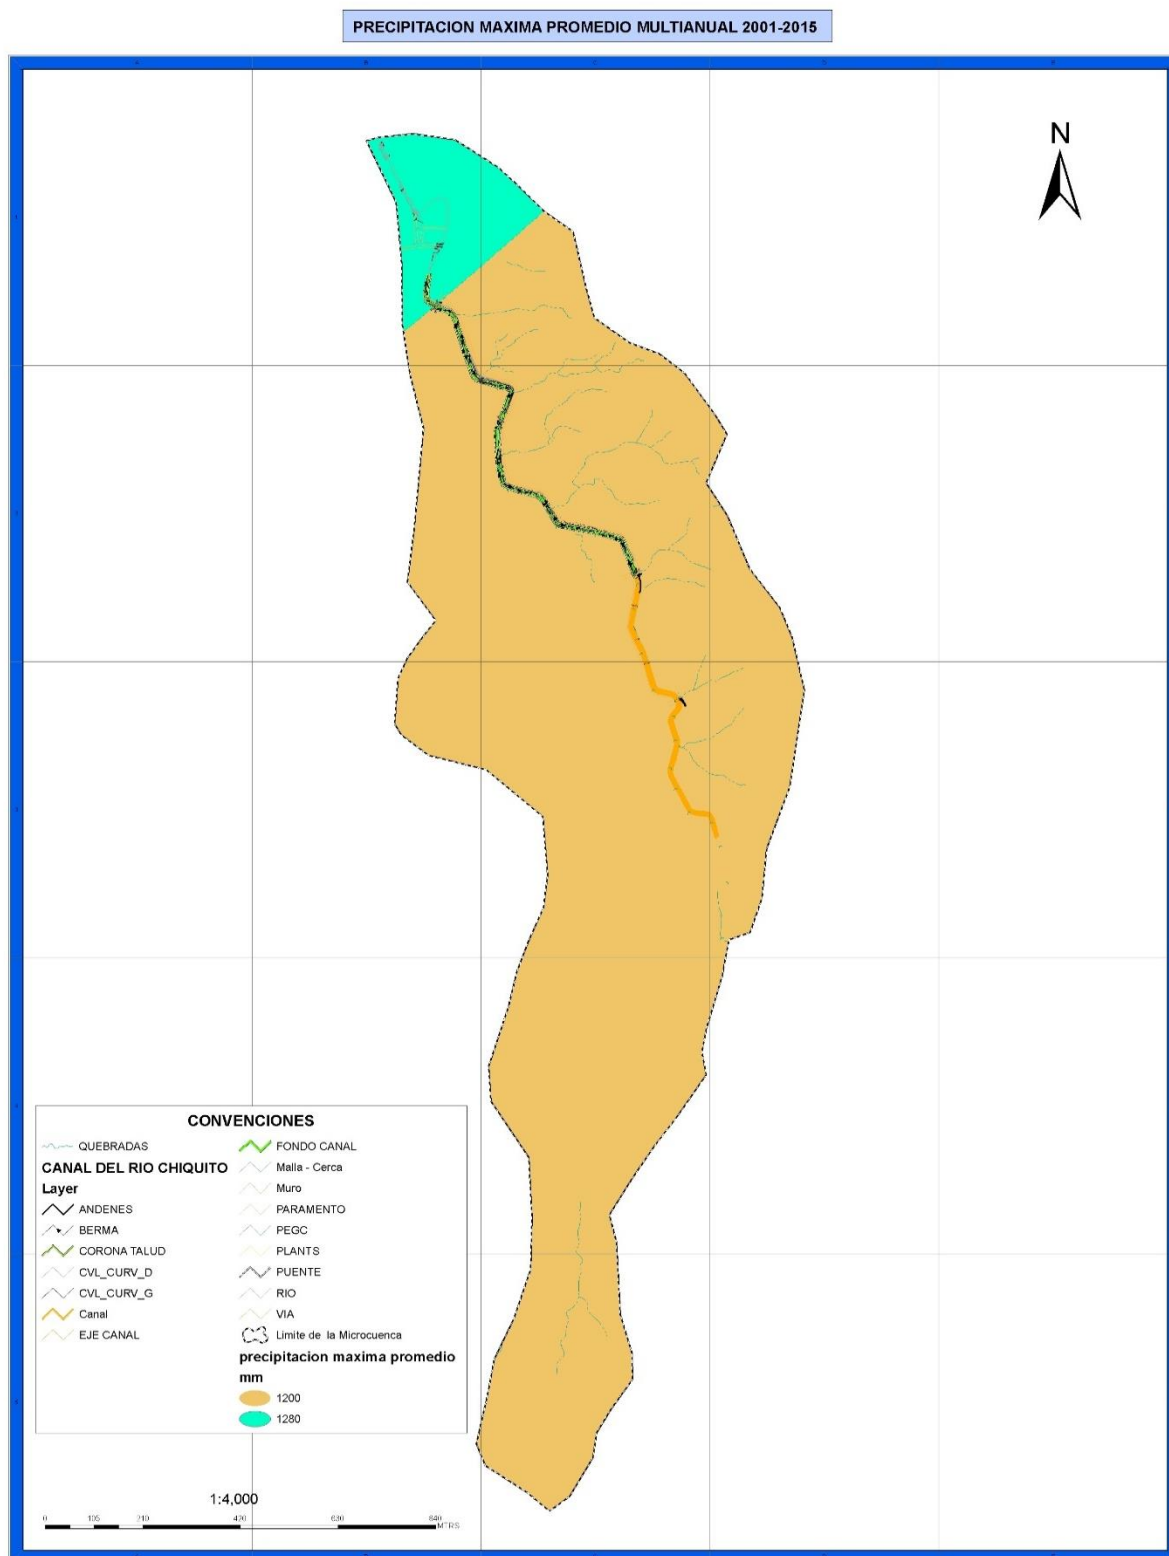 PRECIPITACION MAXIMA PROMEDIO MULTIANUAL 2001-2015
N
CONVENCIONES
QUEBRADAS
CANAL DEL RIO CHIQUITO
Layer
ANDENES
BERMA
CORONA TALUD
CVL_CURV_D
CVL_CURV_G
Canal
EJE CANAL
FONDO CANAL
Malla - Cerca
Muro
PARAMENTO
PEGC
PLANTS
PUENTE
RIO
VIA
Limite de la Microcuenca
precipitacion maxima promedio
mm
1200
1280
1:4,000
0 105 210 420 630 840
MTRS